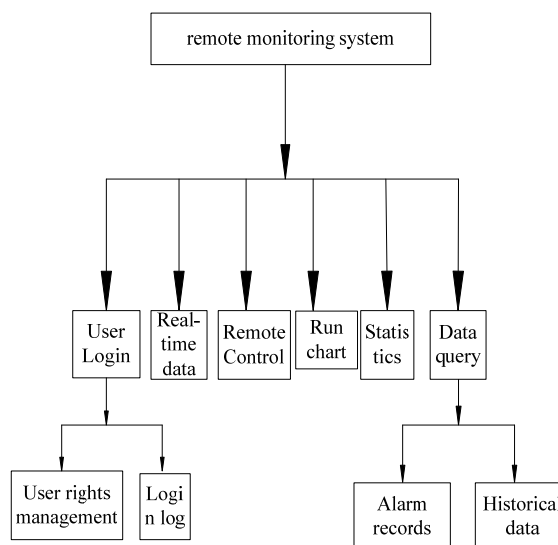 remote monitoring system
User
Login
Real-
time
data
Remote
Control
Run
chart
Statis
tics
Data
query
User rights
management
Logi
n log
Alarm
records
Historical
data